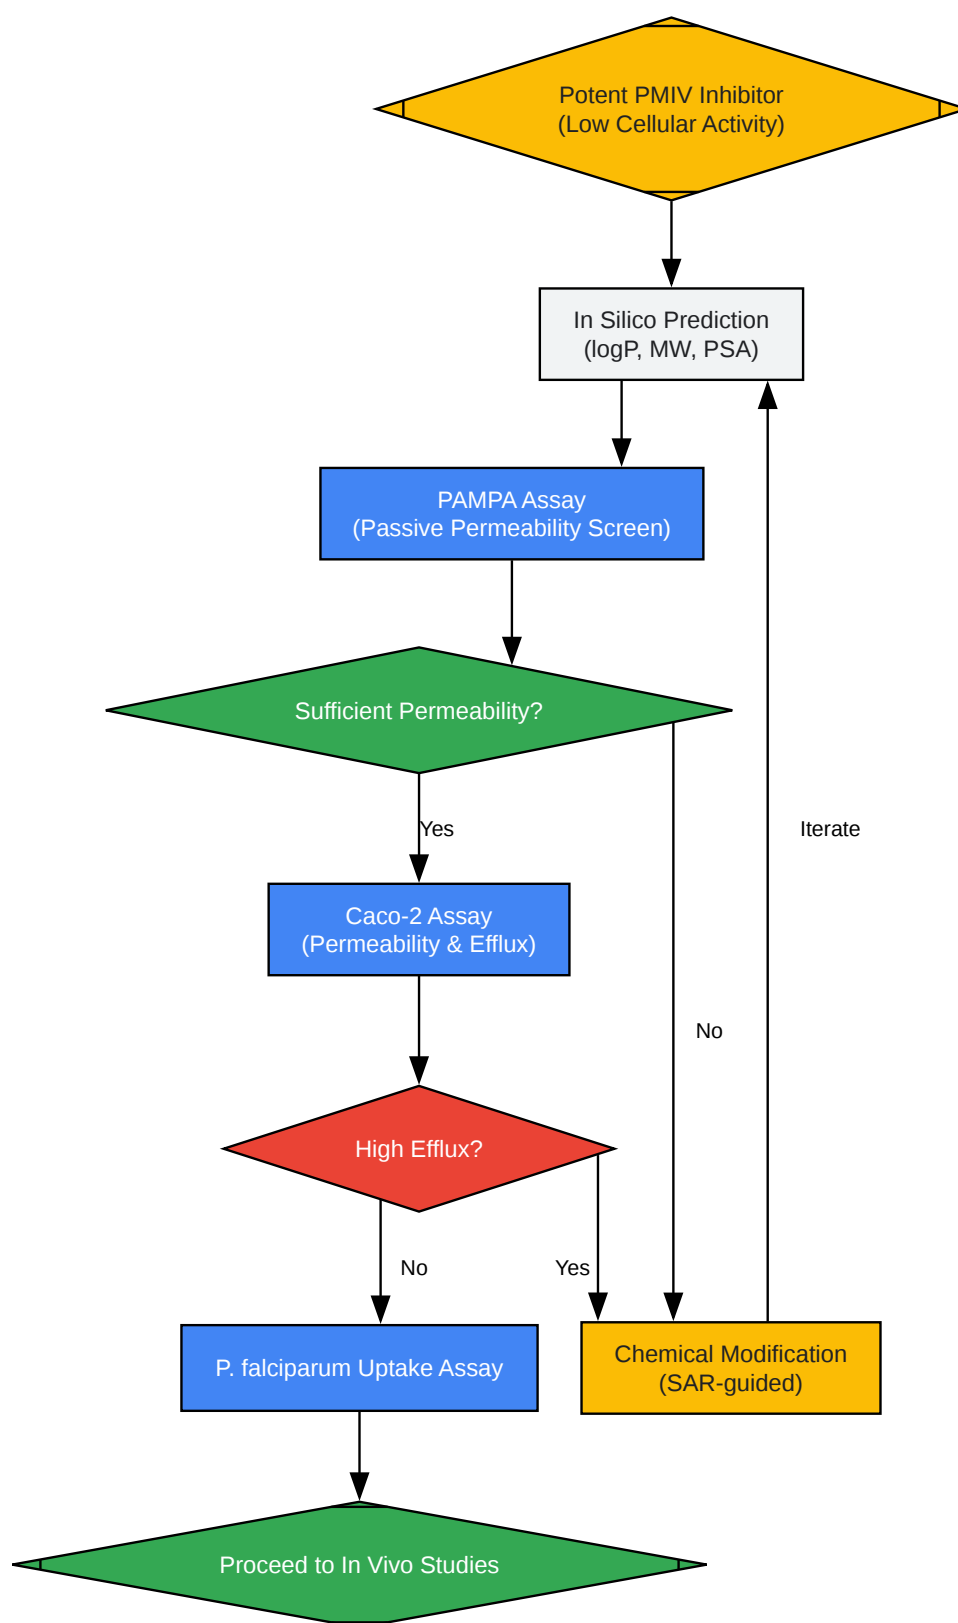 Potent PMIV Inhibitor
(Low Cellular Activity)
In Silico Prediction
(logP, MW, PSA)
PAMPA Assay
(Passive Permeability Screen)
Sufficient Permeability?
Yes
Iterate
Caco-2 Assay
(Permeability & Efflux)
No
High Efflux?
No
Yes
P. falciparum Uptake Assay
Chemical Modification
(SAR-guided)
Proceed to In Vivo Studies